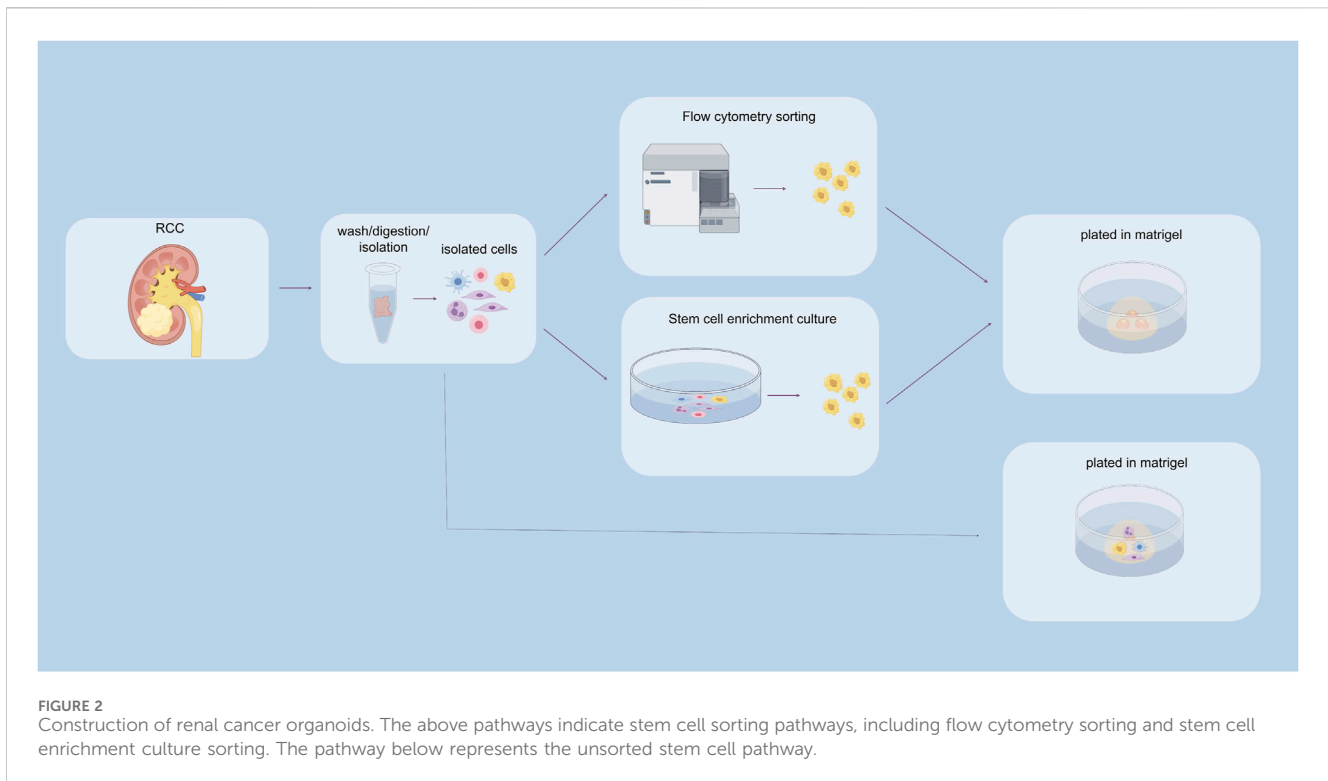 RCC
wash/digestion/
isolation
isolated cells
Flow cytometry sorting
Stem cell enrichment culture
plated in matrigel
plated in matrigel
FIGURE 2
Construction of renal cancer organoids. The above pathways indicate stem cell sorting pathways, including flow cytometry sorting and stem cell
enrichment culture sorting. The pathway below represents the unsorted stem cell pathway.